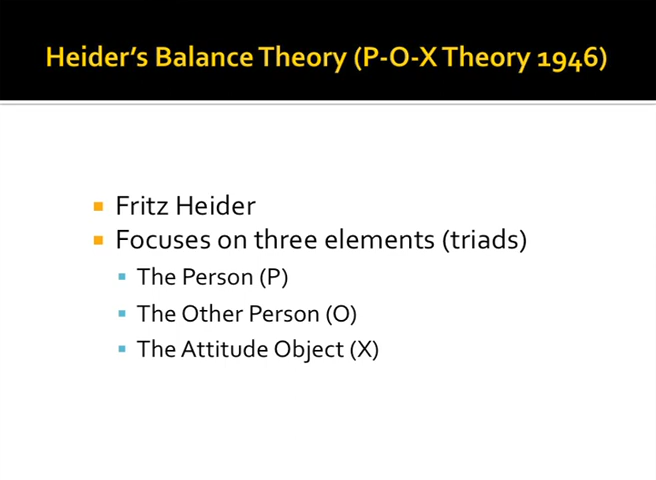 Heider's Balance Theory (P-O-X Theory 1946)
Fritz Heider
Focuses on three elements (triads)
The Person (P)
The Other Person (O)
The Attitude Object (X)